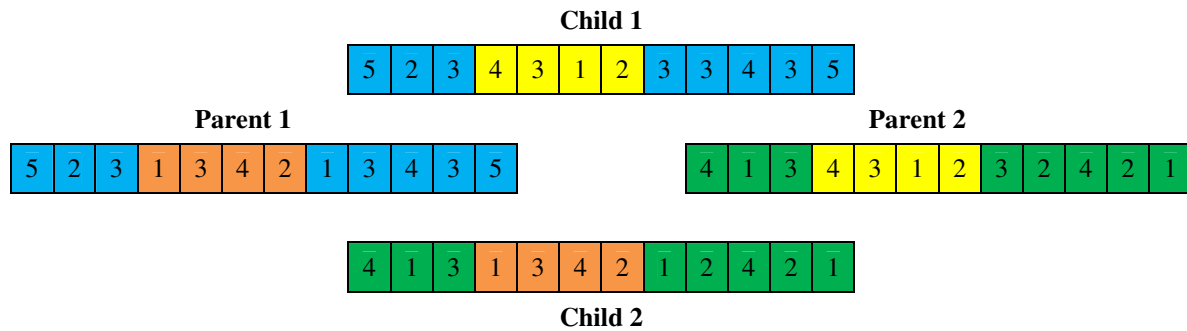 Child 1
5 2 3 4 3 1 2 3 3 4 3 5
Parent 1 Parent 2
5 2 3 1 3 4 2 1 3 4 3 5 4 1 3 4 3 1 2 3 2 4 2 1
4 1 3 1 3 4 2 1 2 4 2 1
Child 2